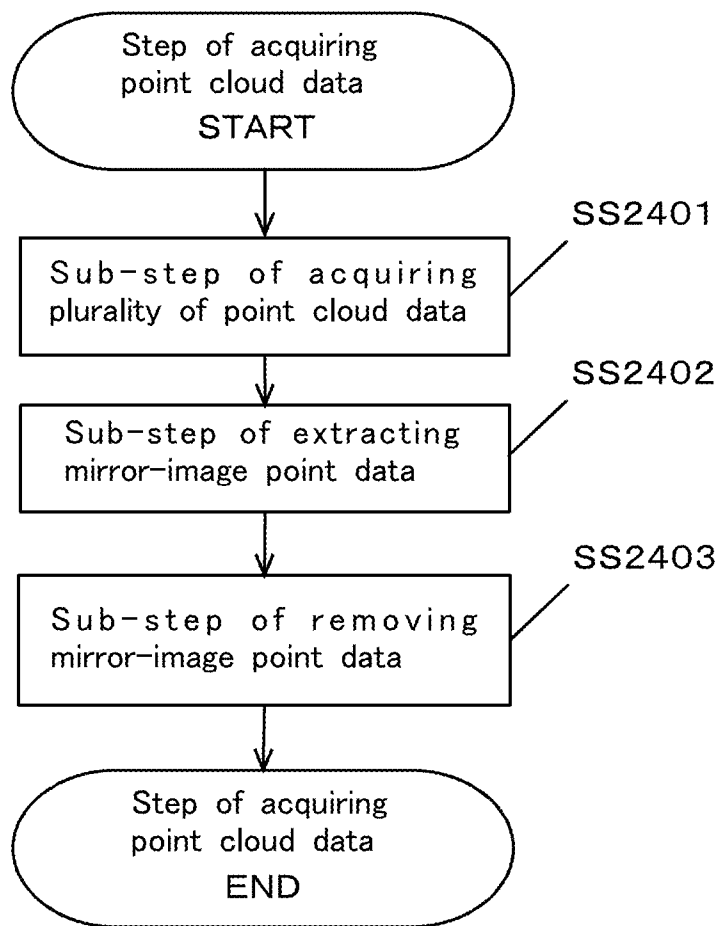 Step of acquiring
point cloud data
START
SS2401
Sub-step of acquiring
plurality of point cloud data
SS2402
Sub-step of extracting
mirror-image point data
SS2403
Sub-step of removing
mirror-image point data
Step of acquiring
point cloud data
END